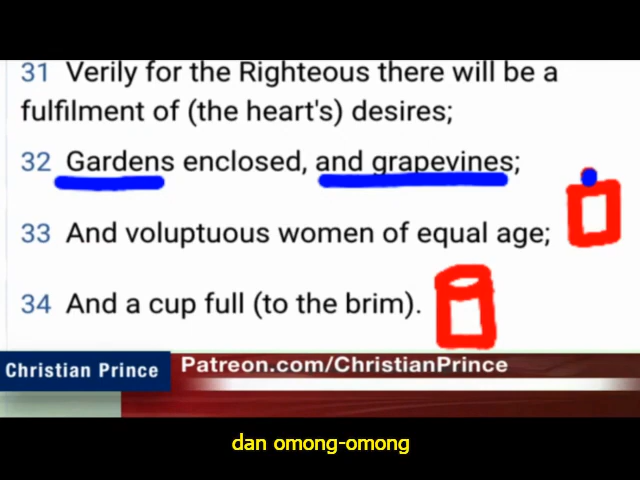 31 Verily for the Righteous there will be a
fulfilment of (the heart's) desires;
32 Gardens enclosed, and grapevines;
33 And voluptuous women of equal age;
34 And a cup full (to the brim).
Christian Prince
Patreon.com/ChristianPrince
dan omong-omong